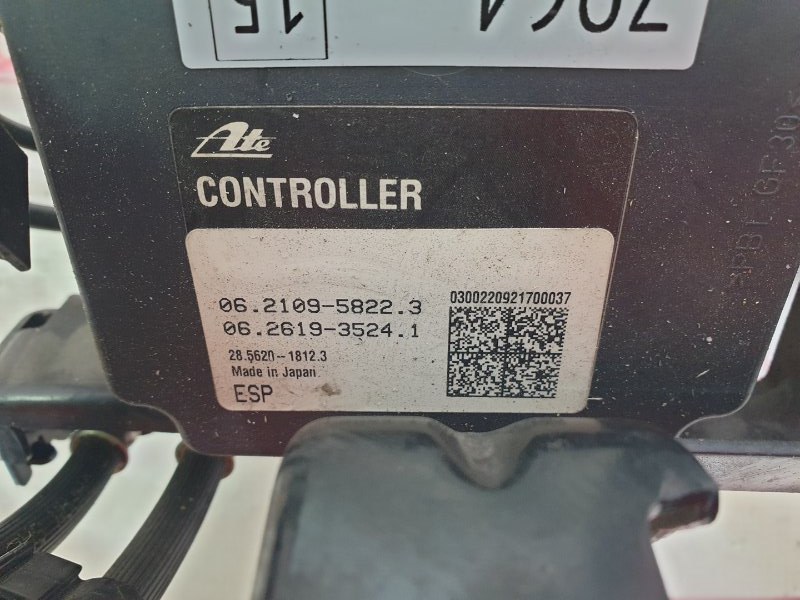 15
Ate
CONTROLLER
0300220921700037
06.2109-5822.3
06.2619-3524.1
28.5620-1812.3
Made in Japan
ESP